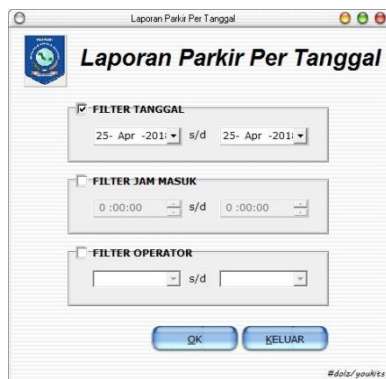 Laporan Parkir Per Tanggal
Laporan Parkir Per Tanggal
FILTER TANGGAL
25- Apr -201 s/d 25- Apr -201
FILTER JAM MASUK
0 :00:00 s/d 0 :00:00
FILTER OPERATOR
s/d
OK KELUAR
#dolz/youkits